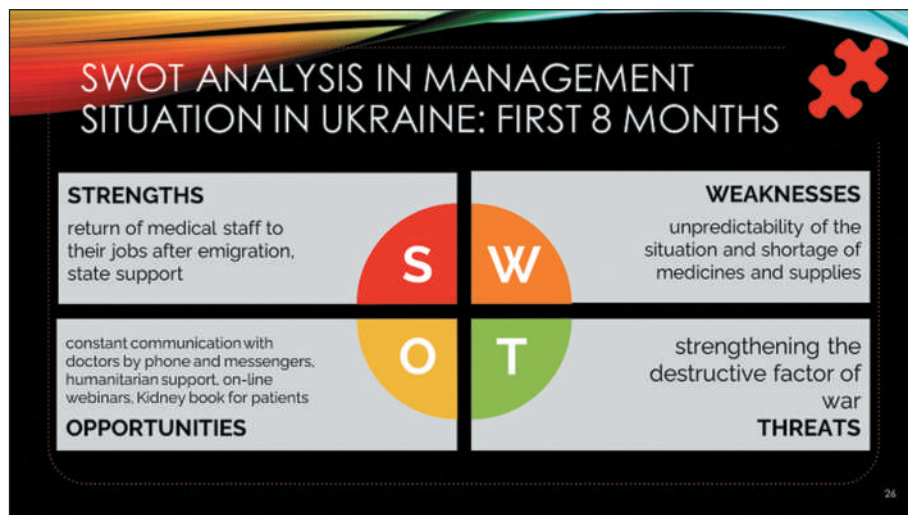 SWOT ANALYSIS IN MANAGEMENT
SITUATION IN UKRAINE: FIRST 8 MONTHS
STRENGTHS
return of medical staff to
their jobs after emigration,
state support
S
WEAKNESSES
unpredictability of the
situation and shortage of
medicines and supplies
W
constant communication with
doctors by phone and messengers,
humanitarian support, on-line
webinars, Kidney book for patients
OPPORTUNITIES
O
strengthening the
destructive factor of
war
THREATS
T
26